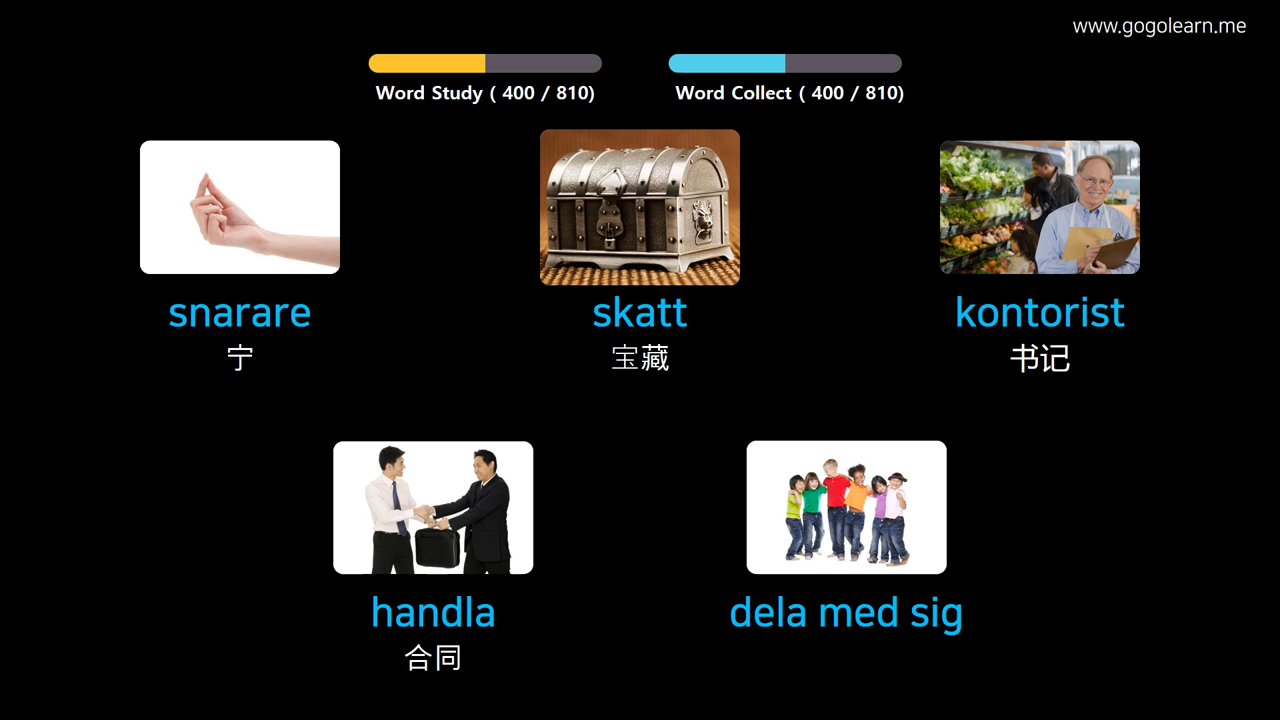 www.gogolearn.me
Word Study ( 400 / 810)
Word Collect ( 400 / 810)
snarare
skatt
kontorist
宁
宝藏
书记
handla
dela med sig
合同